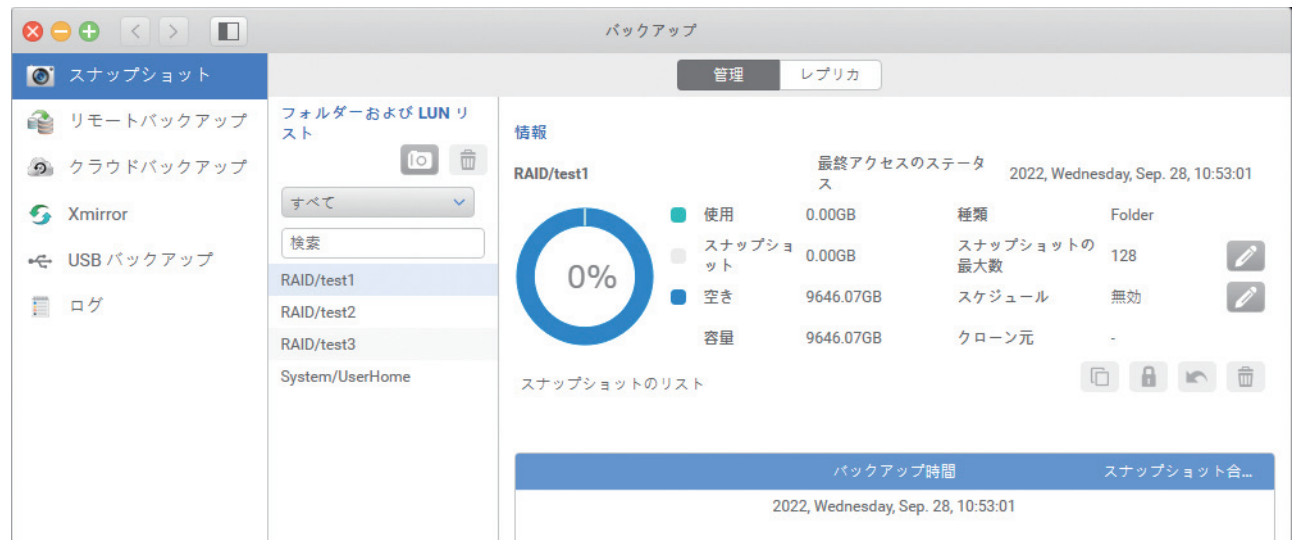 バックアップ
スナップショット
リモートバックアップ
クラウドバックアップ
Xmirror
USB バックアップ
ログ
管理
レプリカ
フォルダーおよび LUN リ
スト
すべて
検索
RAID/test1
RAID/test2
RAID/test3
System/UserHome
情報
RAID/test1
最終アクセスのステータ
ス
2022, Wednesday, Sep. 28, 10:53:01
0%
使用
0.00GB
種類
Folder
スナップショ
ット
0.00GB
スナップショットの
最大数
128
空き
9646.07GB
スケジュール
無効
容量
9646.07GB
クローン元
-
スナップショットのリスト
バックアップ時間
スナップショット合...
2022, Wednesday, Sep. 28, 10:53:01